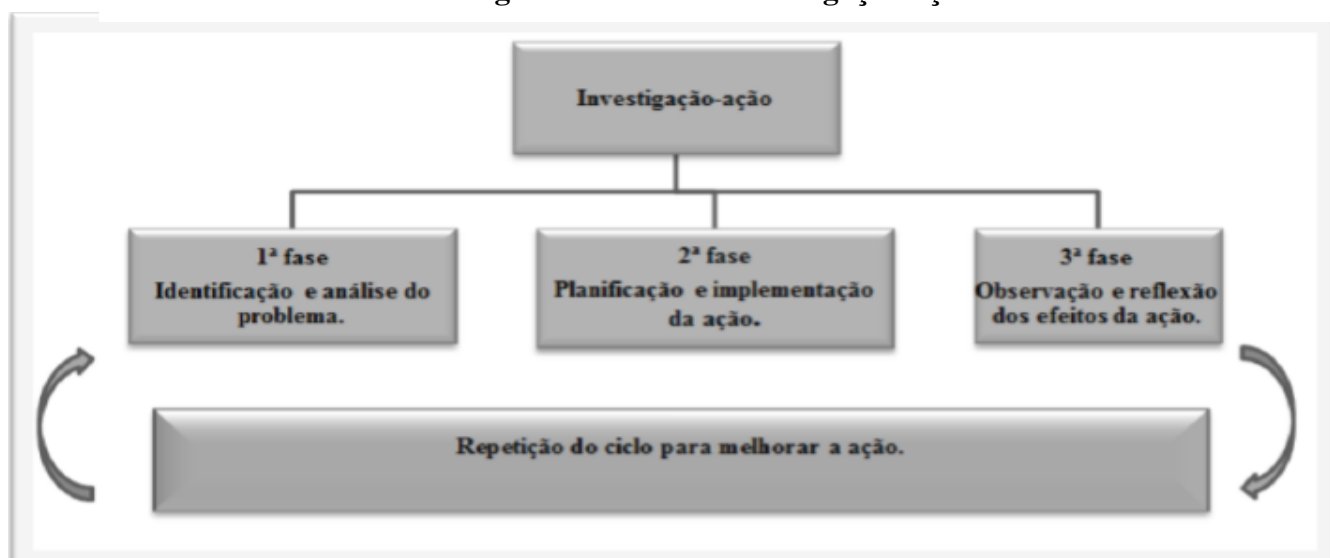 Investigação-ação
1ª fase
Identificação e análise do
problema.
2ª fase
Planificação e implementação
da ação.
3ª fase
Observação e reflexão
dos efeitos da ação.
Repetição do ciclo para melhorar a ação.